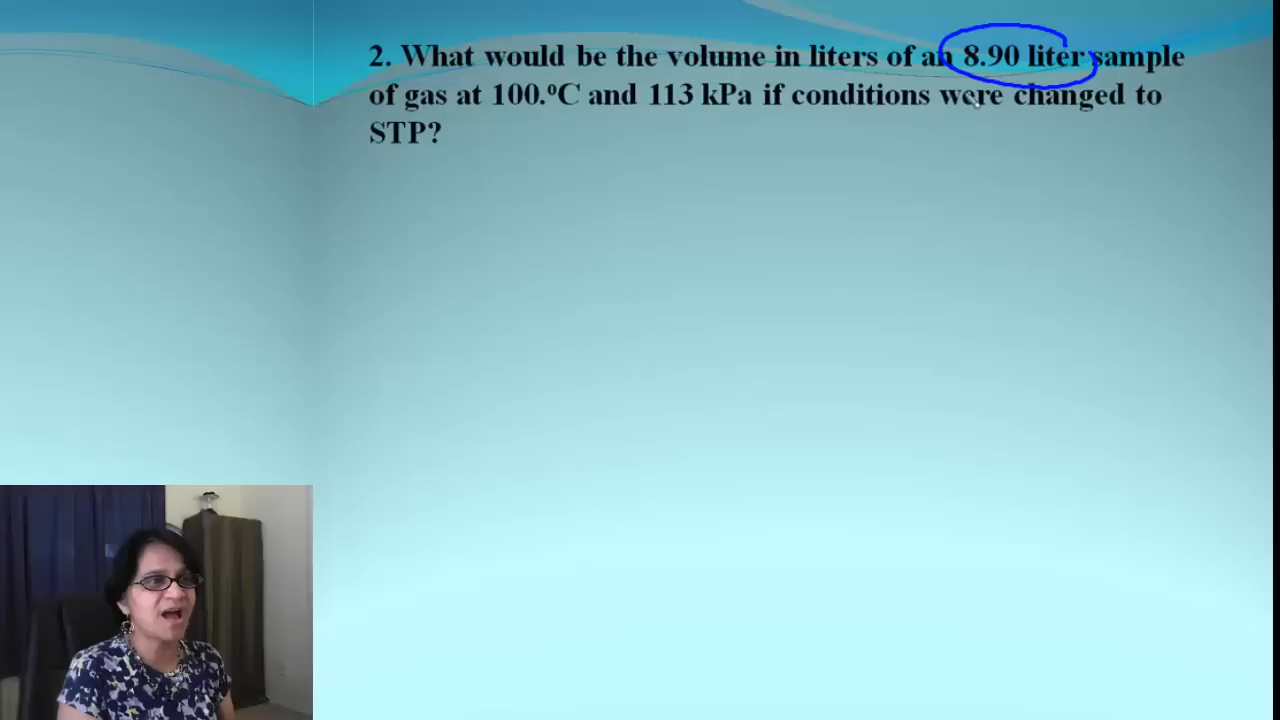 2. What would be the volume in liters of an 8.90 liter sample
of gas at 100.⁰C and 113 kPa if conditions were changed to
STP?